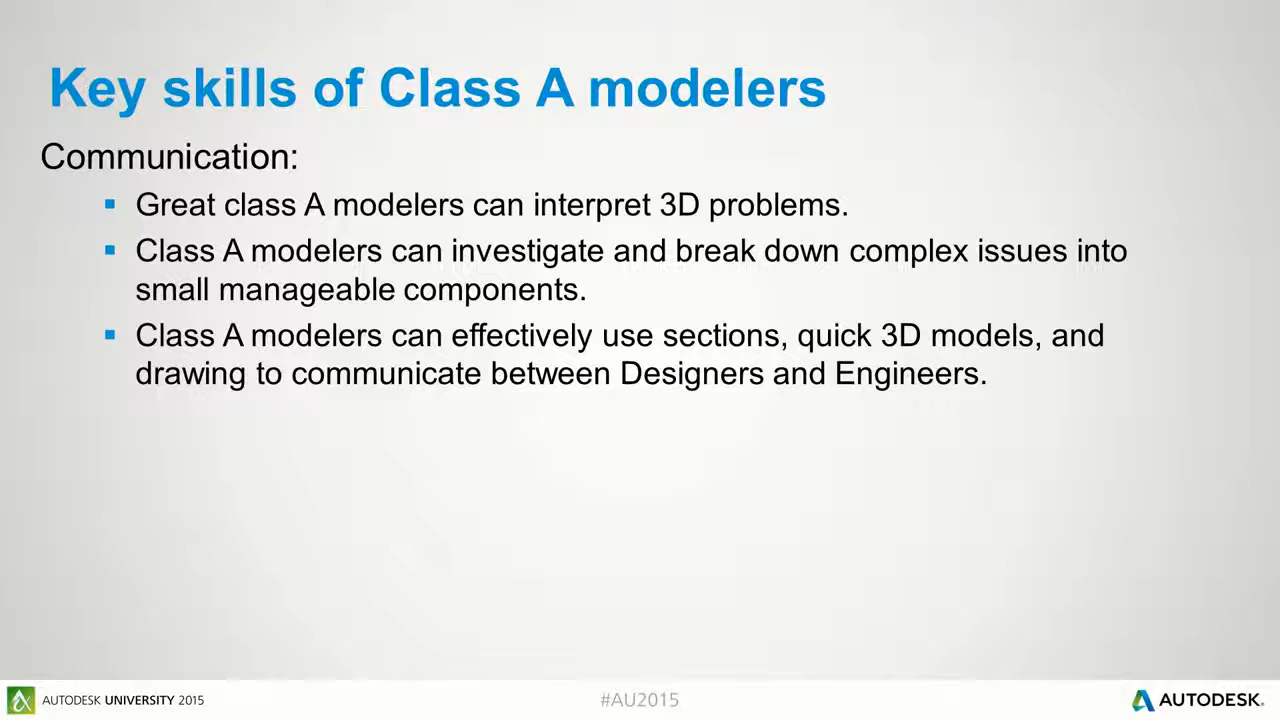 Key skills of Class A modelers
Communication:
▪ Great class A modelers can interpret 3D problems.
▪ Class A modelers can investigate and break down complex issues into
small manageable components.
▪ Class A modelers can effectively use sections, quick 3D models, and
drawing to communicate between Designers and Engineers.
AUTODESK UNIVERSITY 2015
#AU2015
AUTODESK®